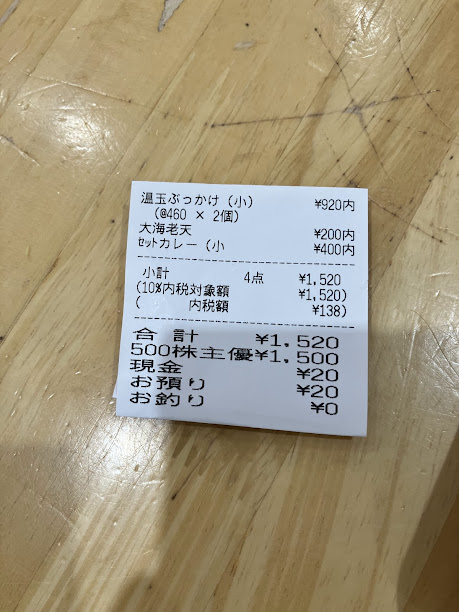 温玉ぶっかけ（小） ¥920内
(@460 × 2個)
大海老天 ¥200内
ｾｯﾄカレー（小 ¥400内
小計 4点 ¥1,520
(10%内税対象額 ¥1,520)
( 内税額 ¥138)
合計 ¥1,520
500株主優¥1,500
現金 ¥20
お預り ¥20
お釣り ¥0